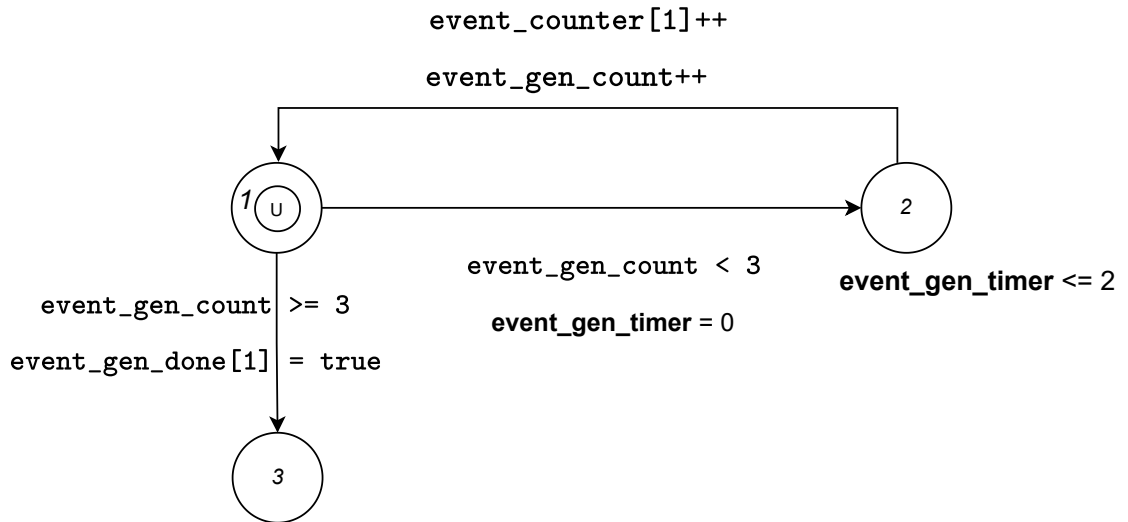 event_counter[1]++
event_gen_count++
1
U
2
event_gen_count < 3
event_gen_timer <= 2
event_gen_count >= 3
event_gen_timer = 0
event_gen_done[1] = true
3